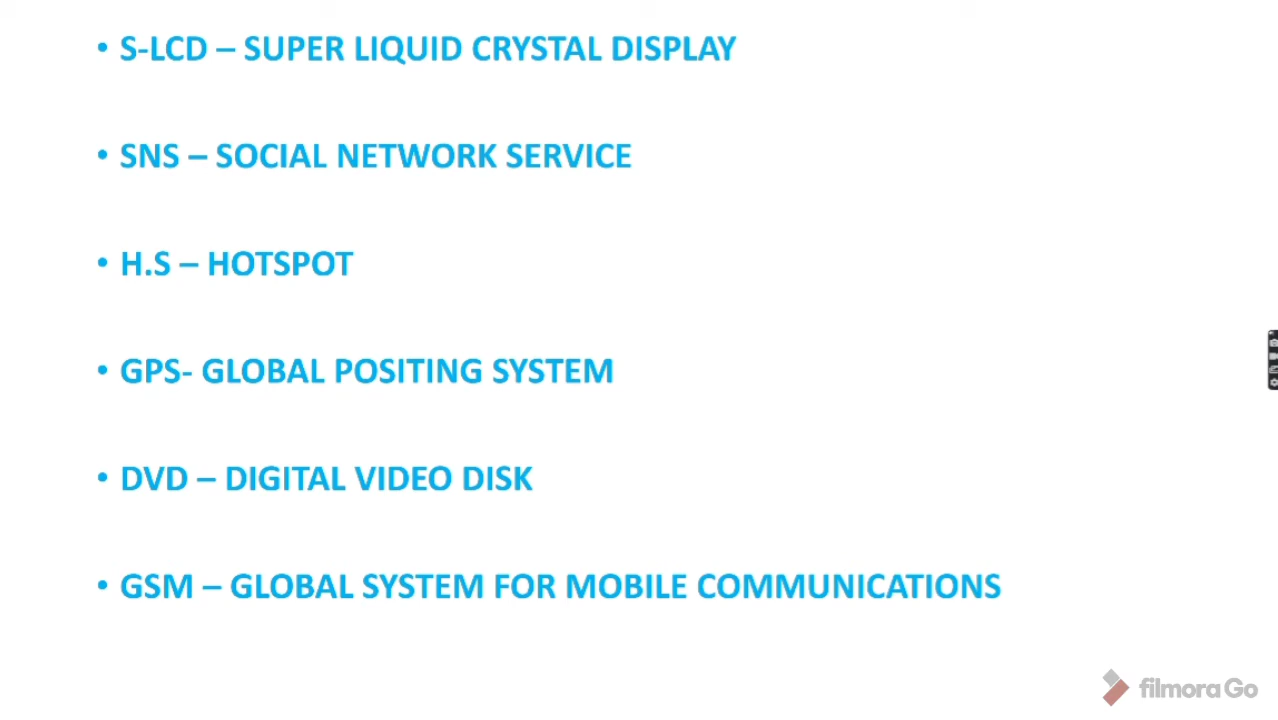 • S-LCD – SUPER LIQUID CRYSTAL DISPLAY
• SNS – SOCIAL NETWORK SERVICE
• H.S – HOTSPOT
• GPS- GLOBAL POSITING SYSTEM
• DVD – DIGITAL VIDEO DISK
• GSM – GLOBAL SYSTEM FOR MOBILE COMMUNICATIONS
filmora Go